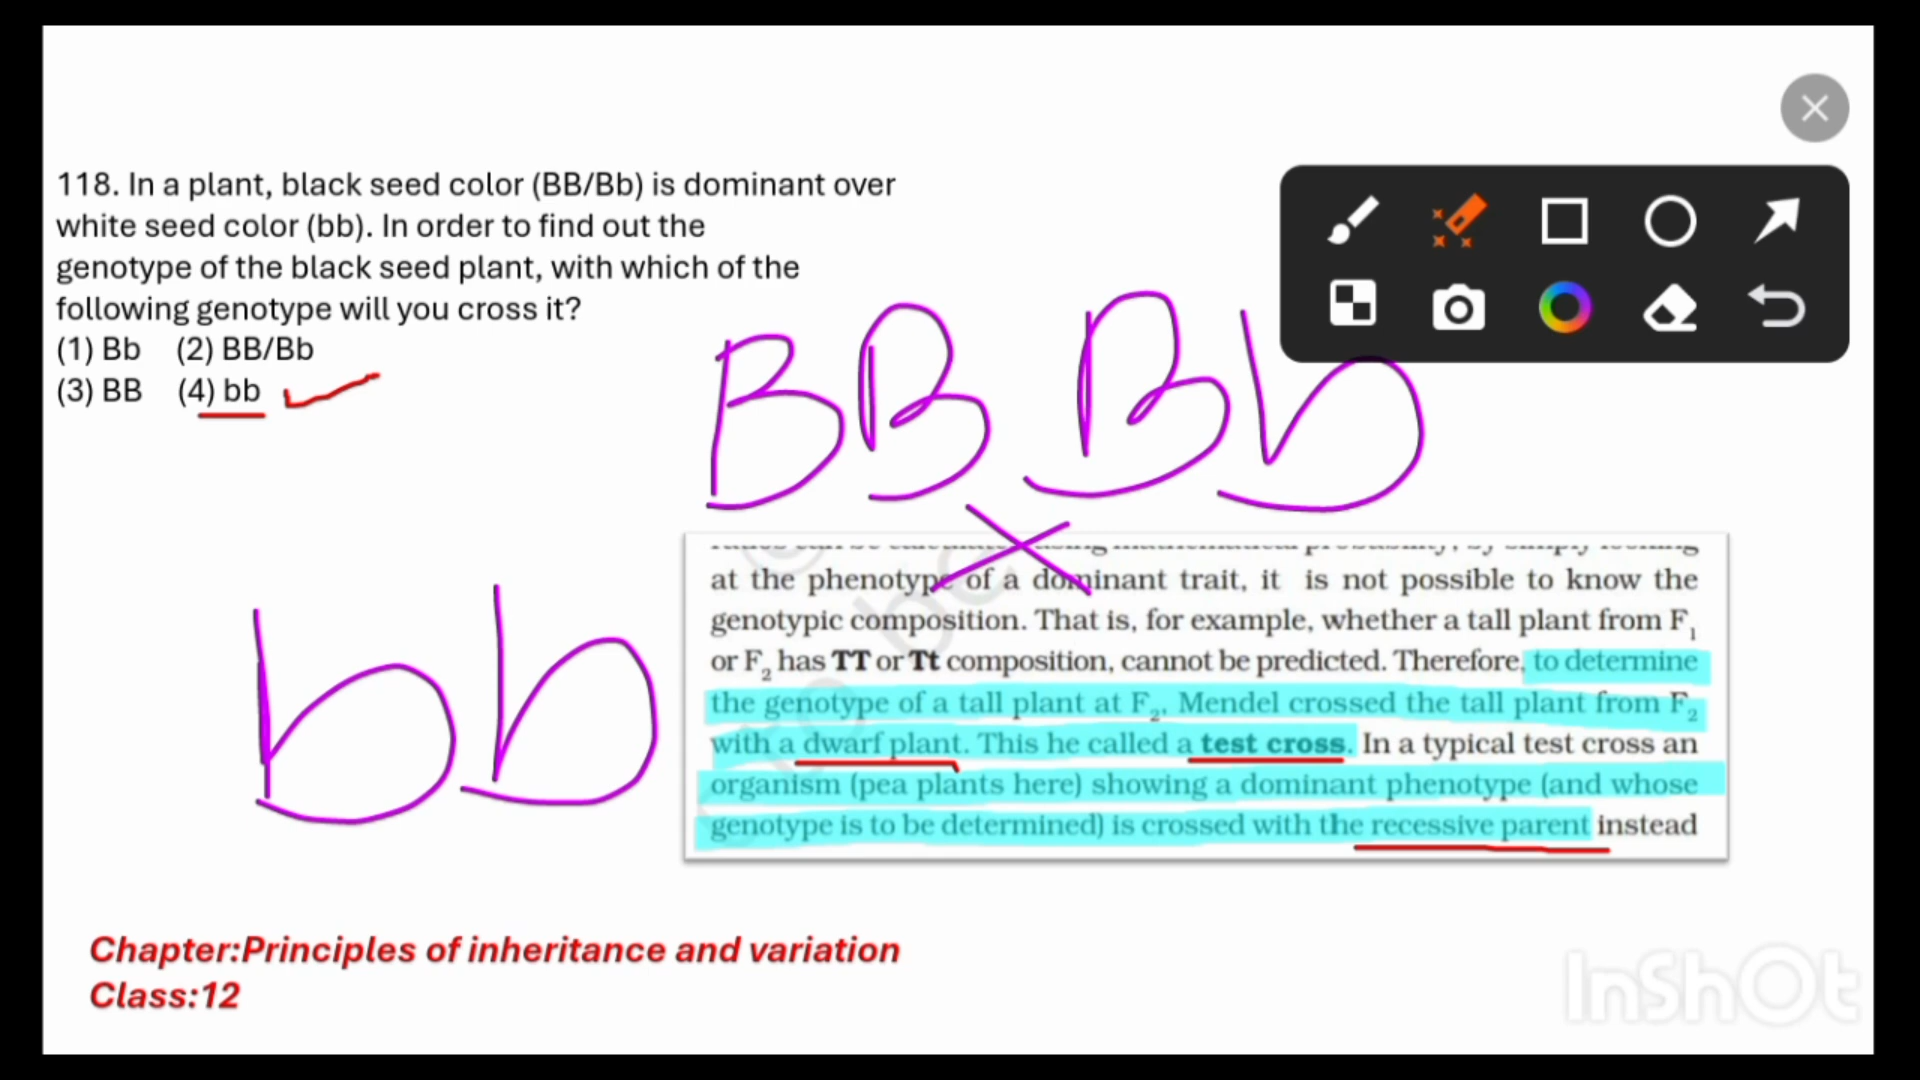 118. In a plant, black seed color (BB/Bb) is dominant over
white seed color (bb). In order to find out the
genotype of the black seed plant, with which of the
following genotype will you cross it?
(1) Bb (2) BB/Bb
(3) BB (4) bb
BB Bb
bb
at the phenotype of a dominant trait, it is not possible to know the
genotypic composition. That is, for example, whether a tall plant from F₁
or F₂ has TT or Tt composition, cannot be predicted. Therefore, to determine
the genotype of a tall plant at F₂, Mendel crossed the tall plant from F₂
with a dwarf plant. This he called a test cross. In a typical test cross an
organism (pea plants here) showing a dominant phenotype (and whose
genotype is to be determined) is crossed with the recessive parent instead
Chapter:Principles of inheritance and variation
Class:12
InShOt